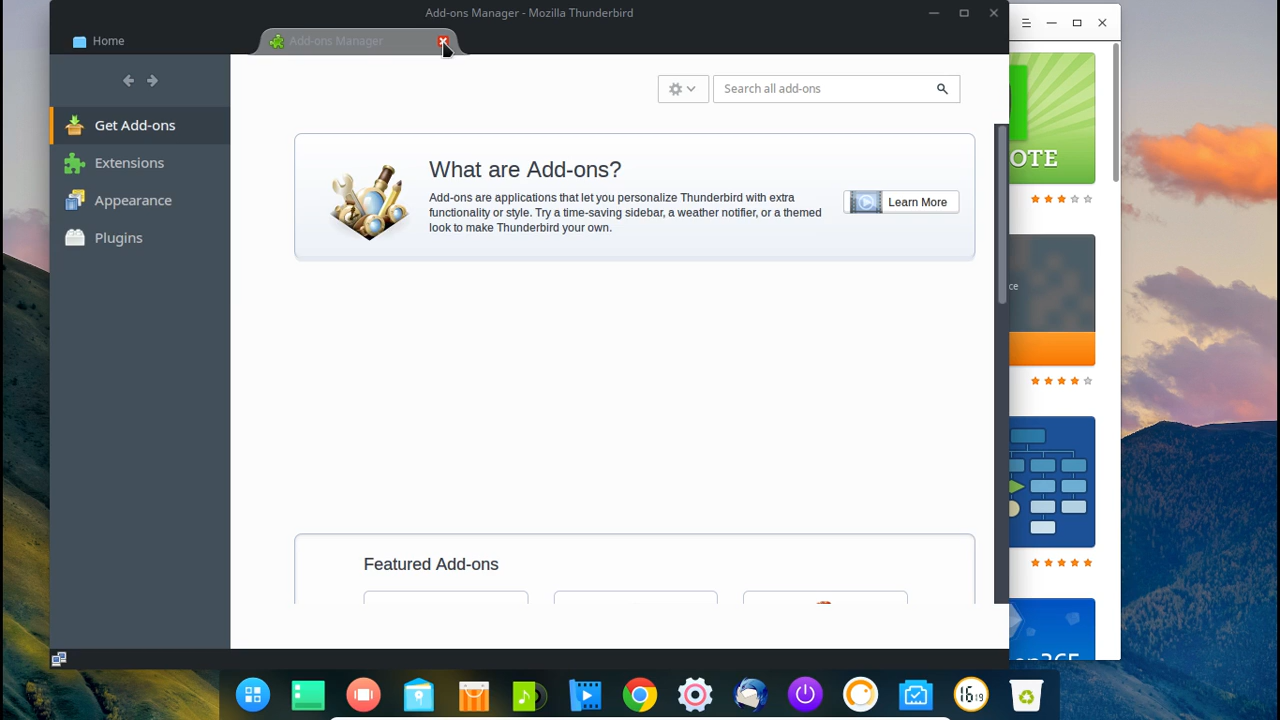 Add-ons Manager - Mozilla Thunderbird
Home
Add-ons Manager
Search all add-ons
Get Add-ons
Extensions
Appearance
Plugins
What are Add-ons?
Add-ons are applications that let you personalize Thunderbird with extra
functionality or style. Try a time-saving sidebar, a weather notifier, or a themed
look to make Thunderbird your own.
Learn More
Featured Add-ons
OTE
ce
16 19